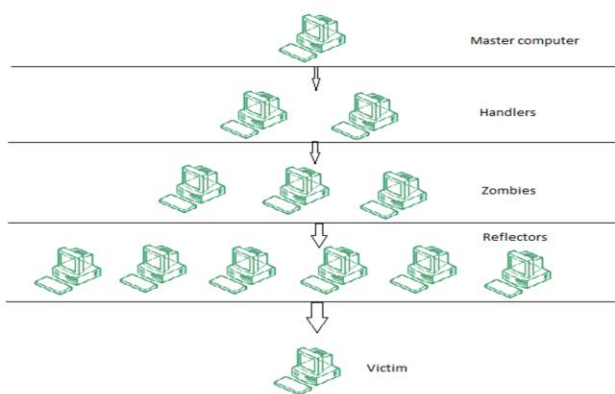 Master computer
Handlers
Zombies
Reflectors
Victim